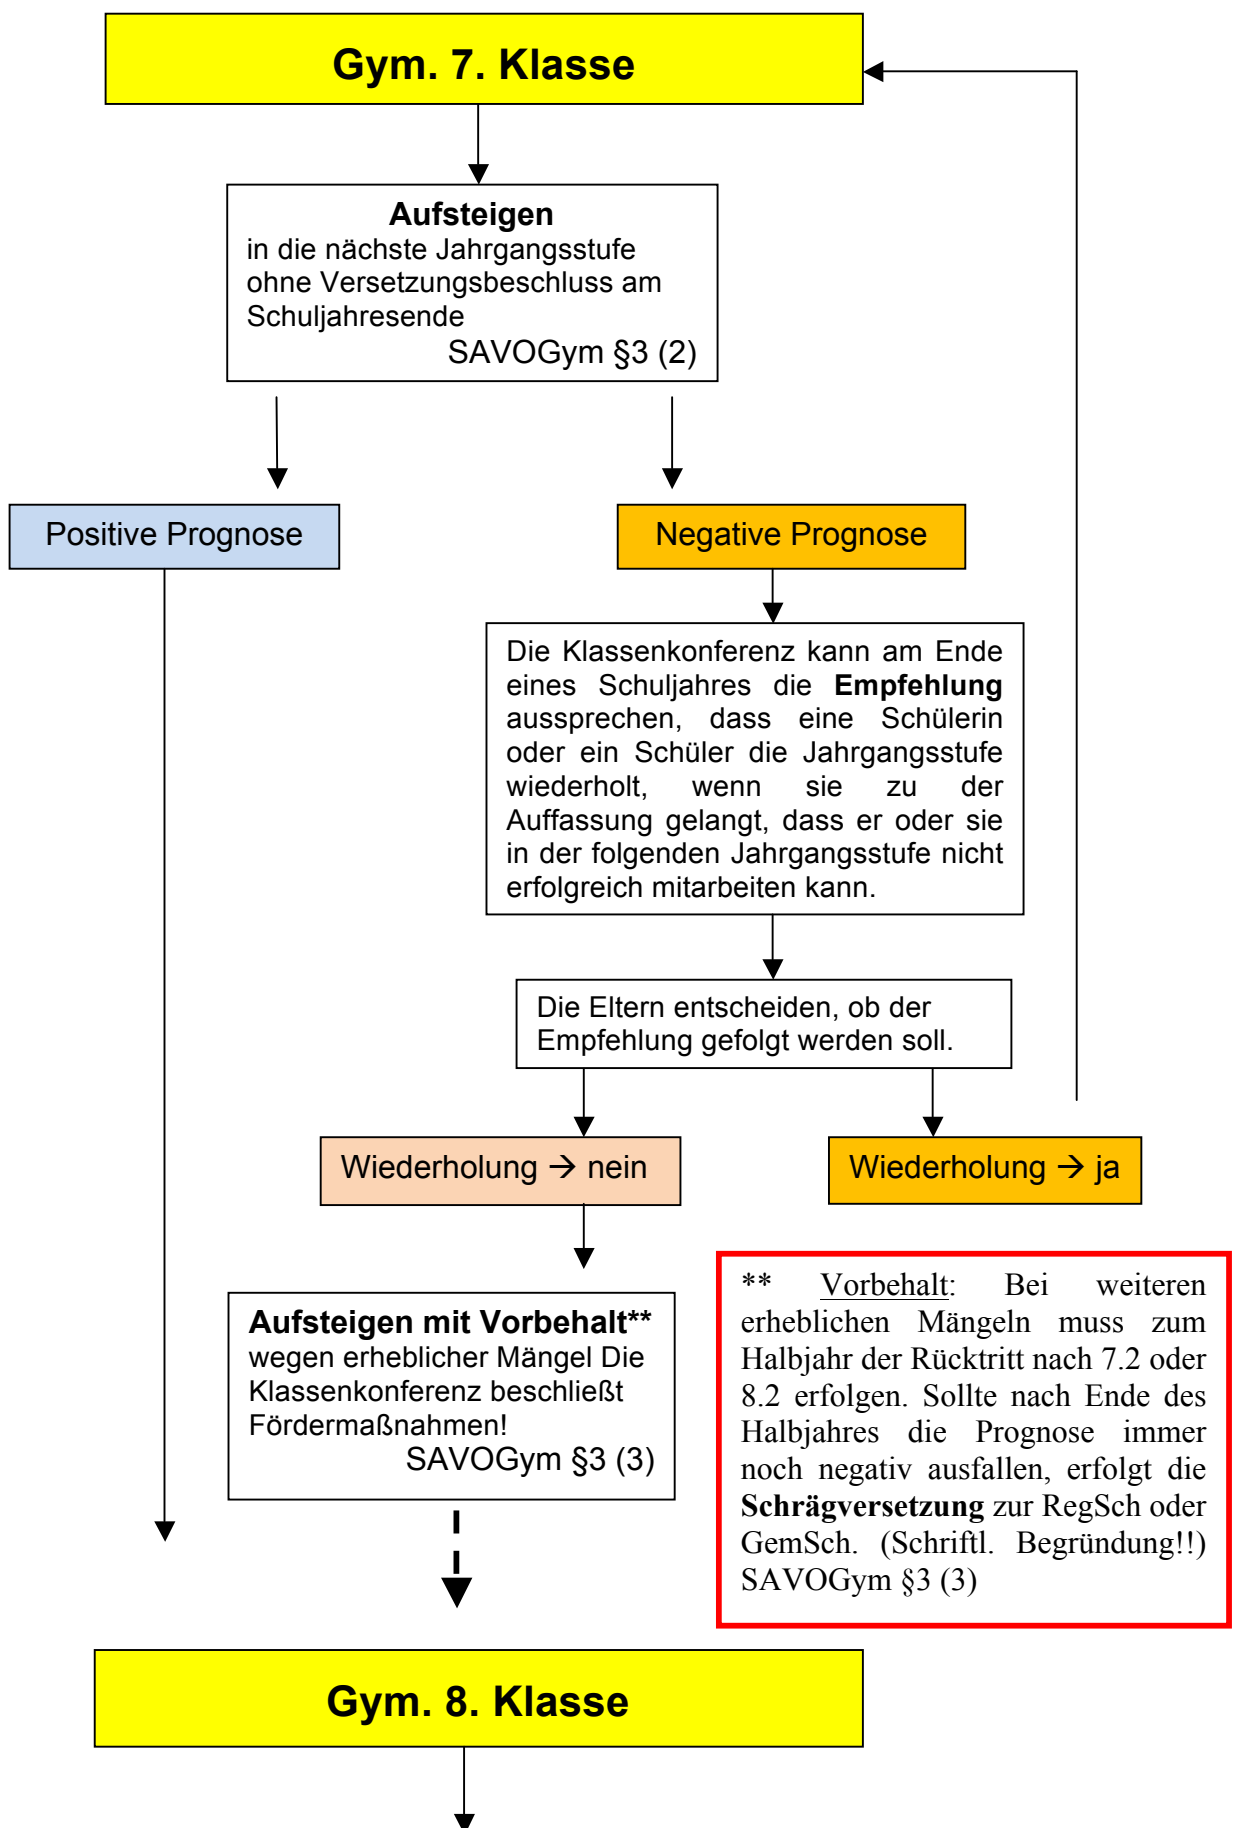 Gym. 7. Klasse
Aufsteigen
in die nächste Jahrgangsstufe
ohne Versetzungsbeschluss am
Schuljahresende
SAVOGym §3 (2)
Positive Prognose
Negative Prognose
Die Klassenkonferenz kann am Ende
eines Schuljahres die Empfehlung
aussprechen, dass eine Schülerin
oder ein Schüler die Jahrgangsstufe
wiederholt, wenn sie zu der
Auffassung gelangt, dass er oder sie
in der folgenden Jahrgangsstufe nicht
erfolgreich mitarbeiten kann.
Die Eltern entscheiden, ob der
Empfehlung gefolgt werden soll.
Wiederholung → nein
Wiederholung → ja
Aufsteigen mit Vorbehalt**
wegen erheblicher Mängel Die
Klassenkonferenz beschließt
Fördermaßnahmen!
SAVOGym §3 (3)
** Vorbehalt: Bei weiteren
erheblichen Mängeln muss zum
Halbjahr der Rücktritt nach 7.2 oder
8.2 erfolgen. Sollte nach Ende des
Halbjahres die Prognose immer
noch negativ ausfallen, erfolgt die
Schrägversetzung zur RegSch oder
GemSch. (Schriftl. Begründung!!)
SAVOGym §3 (3)
Gym. 8. Klasse